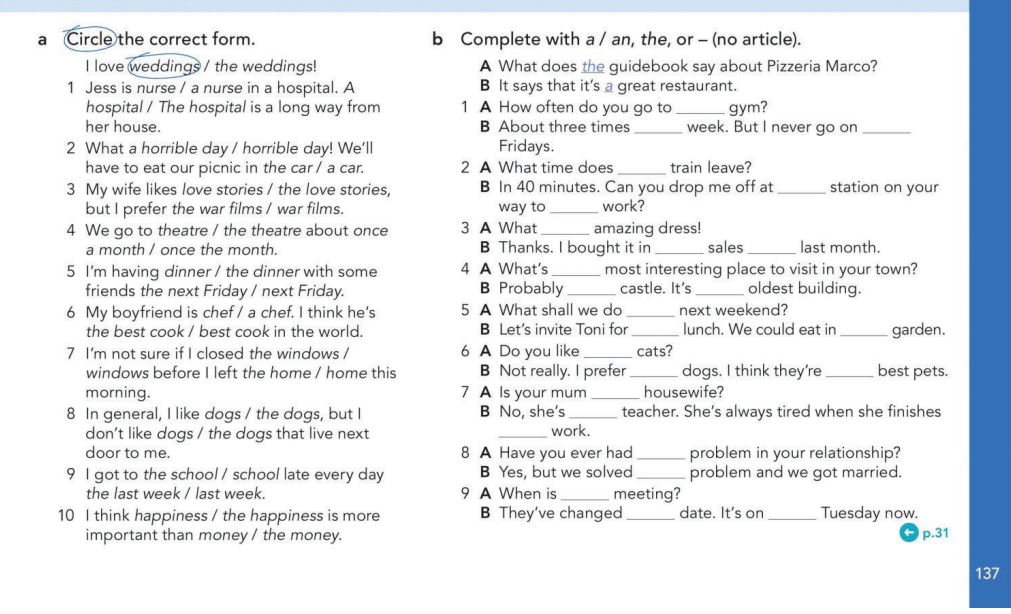 a Circle the correct form.
I love weddings / the weddings!
1 Jess is nurse / a nurse in a hospital. A
hospital / The hospital is a long way from
her house.
2 What a horrible day / horrible day! We'll
have to eat our picnic in the car / a car.
3 My wife likes love stories / the love stories,
but I prefer the war films / war films.
4 We go to theatre / the theatre about once
a month / once the month.
5 I'm having dinner / the dinner with some
friends the next Friday / next Friday.
6 My boyfriend is chef / a chef. I think he's
the best cook / best cook in the world.
7 I'm not sure if I closed the windows /
windows before I left the home / home this
morning.
8 In general, I like dogs / the dogs, but I
don't like dogs / the dogs that live next
door to me.
9 I got to the school / school late every day
the last week / last week.
10 I think happiness / the happiness is more
important than money / the money.
b Complete with a / an, the, or – (no article).
A What does the guidebook say about Pizzeria Marco?
B It says that it's a great restaurant.
1 A How often do you go to ______ gym?
B About three times ______ week. But I never go on ______
Fridays.
2 A What time does ______ train leave?
B In 40 minutes. Can you drop me off at ______ station on your
way to ______ work?
3 A What ______ amazing dress!
B Thanks. I bought it in ______ sales ______ last month.
4 A What's ______ most interesting place to visit in your town?
B Probably ______ castle. It's ______ oldest building.
5 A What shall we do ______ next weekend?
B Let's invite Toni for ______ lunch. We could eat in ______ garden.
6 A Do you like ______ cats?
B Not really. I prefer ______ dogs. I think they're ______ best pets.
7 A Is your mum ______ housewife?
B No, she's ______ teacher. She's always tired when she finishes
______ work.
8 A Have you ever had ______ problem in your relationship?
B Yes, but we solved ______ problem and we got married.
9 A When is ______ meeting?
B They've changed ______ date. It's on ______ Tuesday now.
p.31
137